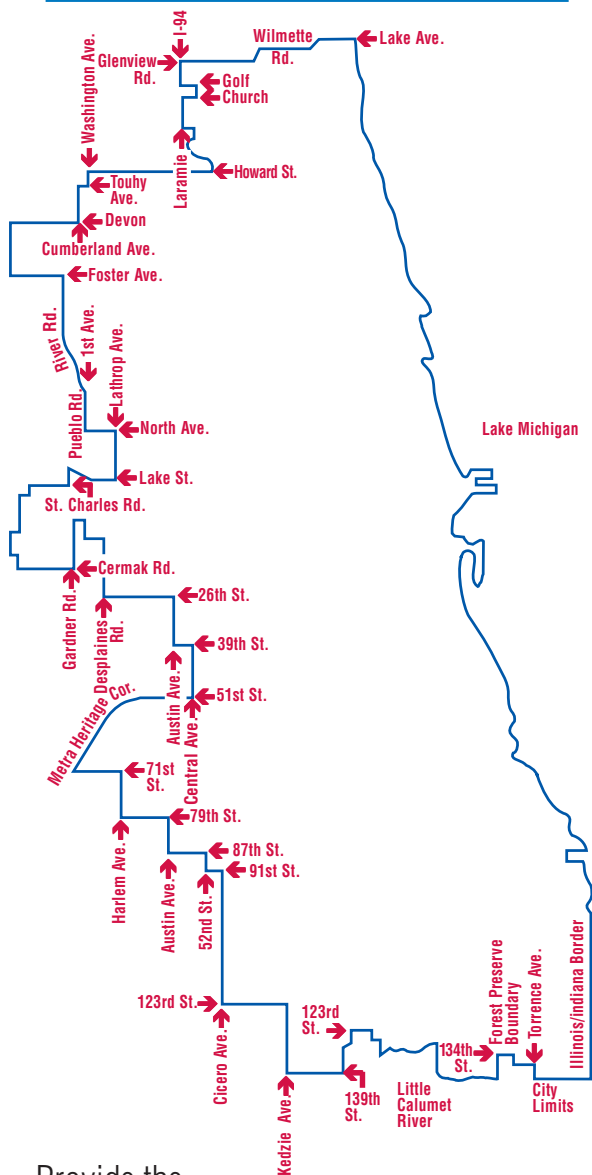 I-94
Wilmette
Rd.
Lake Ave.
Glenview
Rd.
Golf
Church
Washington Ave.
Laramie
Howard St.
Touhy
Ave.
Devon
Cumberland Ave.
Foster Ave.
River Rd.
1st Ave.
Lathrop Ave.
Pueblo Rd.
North Ave.
Lake Michigan
Lake St.
St. Charles Rd.
Cermak Rd.
Gardner Rd.
Desplaines
Rd.
26th St.
39th St.
Austin Ave.
51st St.
Central Ave.
Metra Heritage Cor.
71st
St.
79th St.
Harlem Ave.
87th St.
Austin Ave.
91st St.
52nd St.
123rd St.
Cicero Ave.
123rd
St.
Kedzie Ave.
139th
St.
Little
Calumet
River
134th
St.
Forest Preserve
Boundary
Torrence Ave.
City
Limits
Illinois/Indiana Border
Provide the